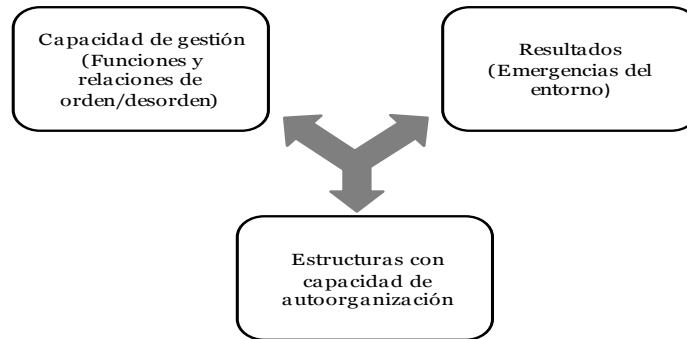 Capacidad de gestión
(Funciones y
relaciones de
orden/desorden)
Resultados
(Emergencias del
entorno)
Estructuras con
capacidad de
autoorganización